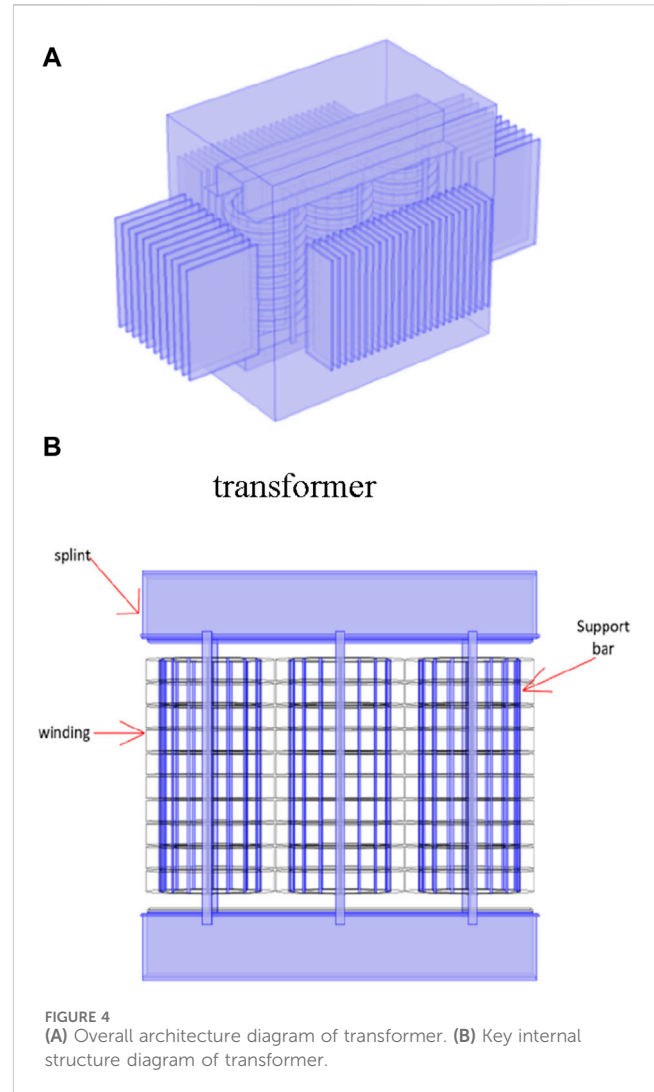 A
B
transformer
splint
Support
bar
winding
FIGURE 4
(A) Overall architecture diagram of transformer. (B) Key internal
structure diagram of transformer.